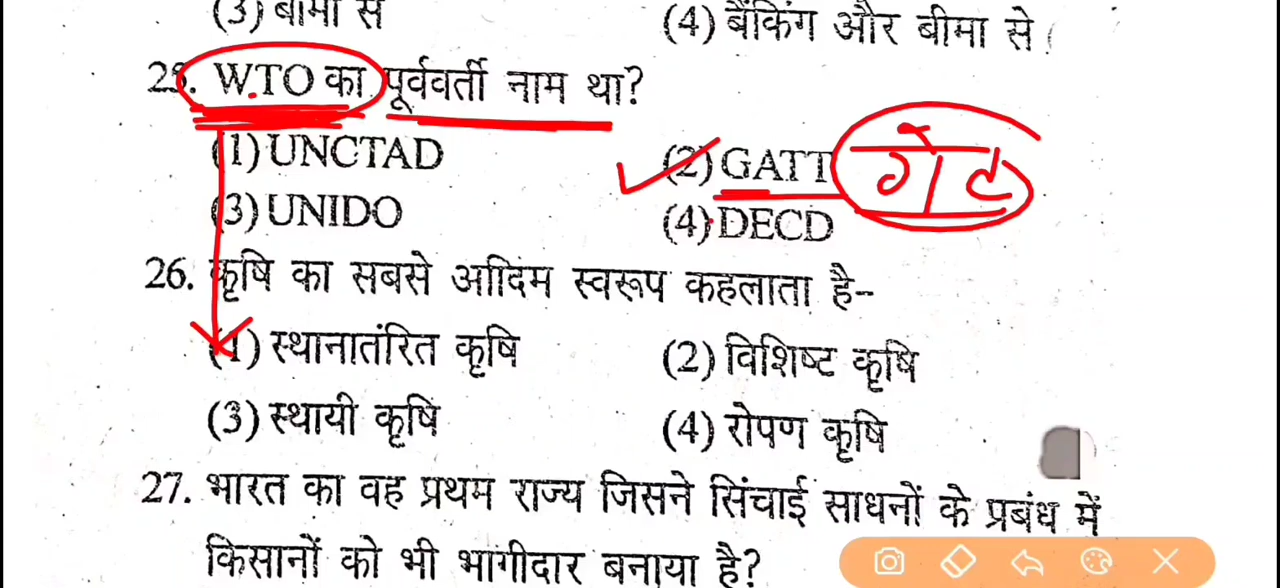 (3) बीमा से (4) बैंकिंग और बीमा से
25. W.TO का पूर्ववर्ती नाम था?
(1) UNCTAD (2) GATT गेट
(3) UNIDO (4) DECD
26. कृषि का सबसे आदिम स्वरूप कहलाता है-
(1) स्थानातंरित कृषि (2) विशिष्ट कृषि
(3) स्थायी कृषि (4) रोपण कृषि
27. भारत का वह प्रथम राज्य जिसने सिंचाई साधनों के प्रबंध में
किसानों को भी भागीदार बनाया है?